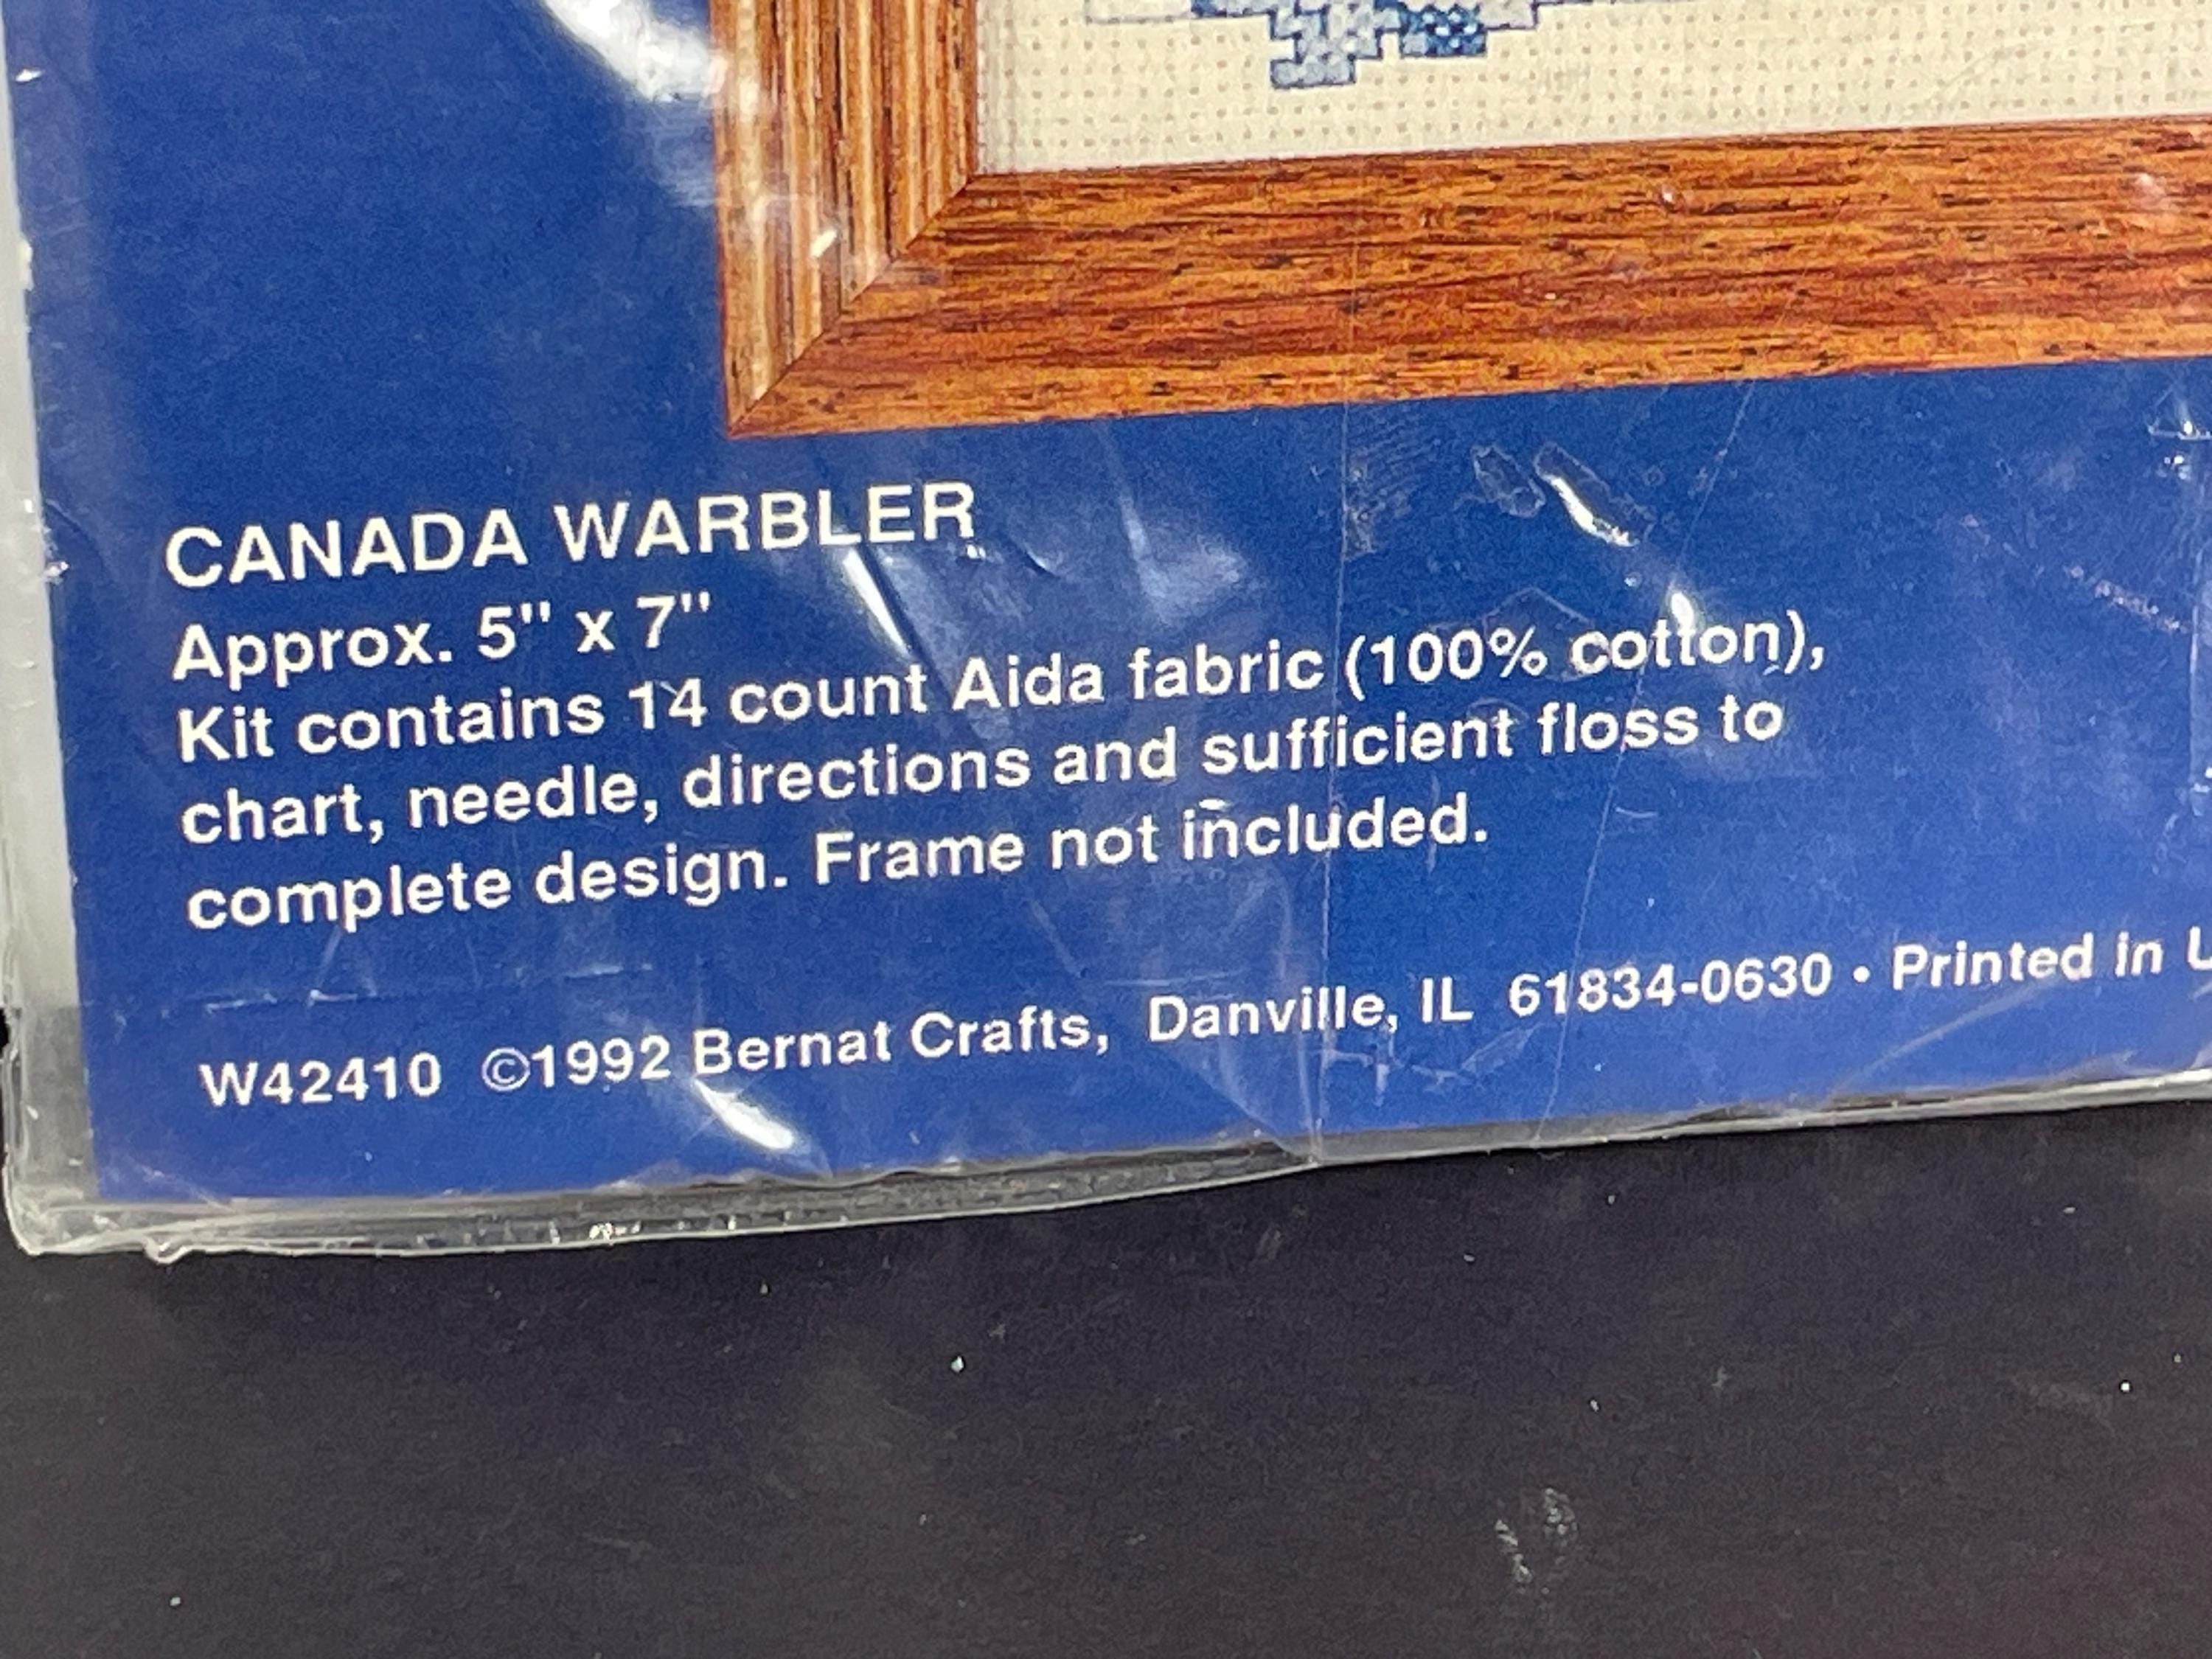 CANADA WARBLER
Approx. 5" x 7"
Kit contains 14 count Aida fabric (100% cotton),
chart, needle, directions and sufficient floss to
complete design. Frame not included.
W42410 ©1992 Bernat Crafts, Danville, IL 61834-0630 • Printed in